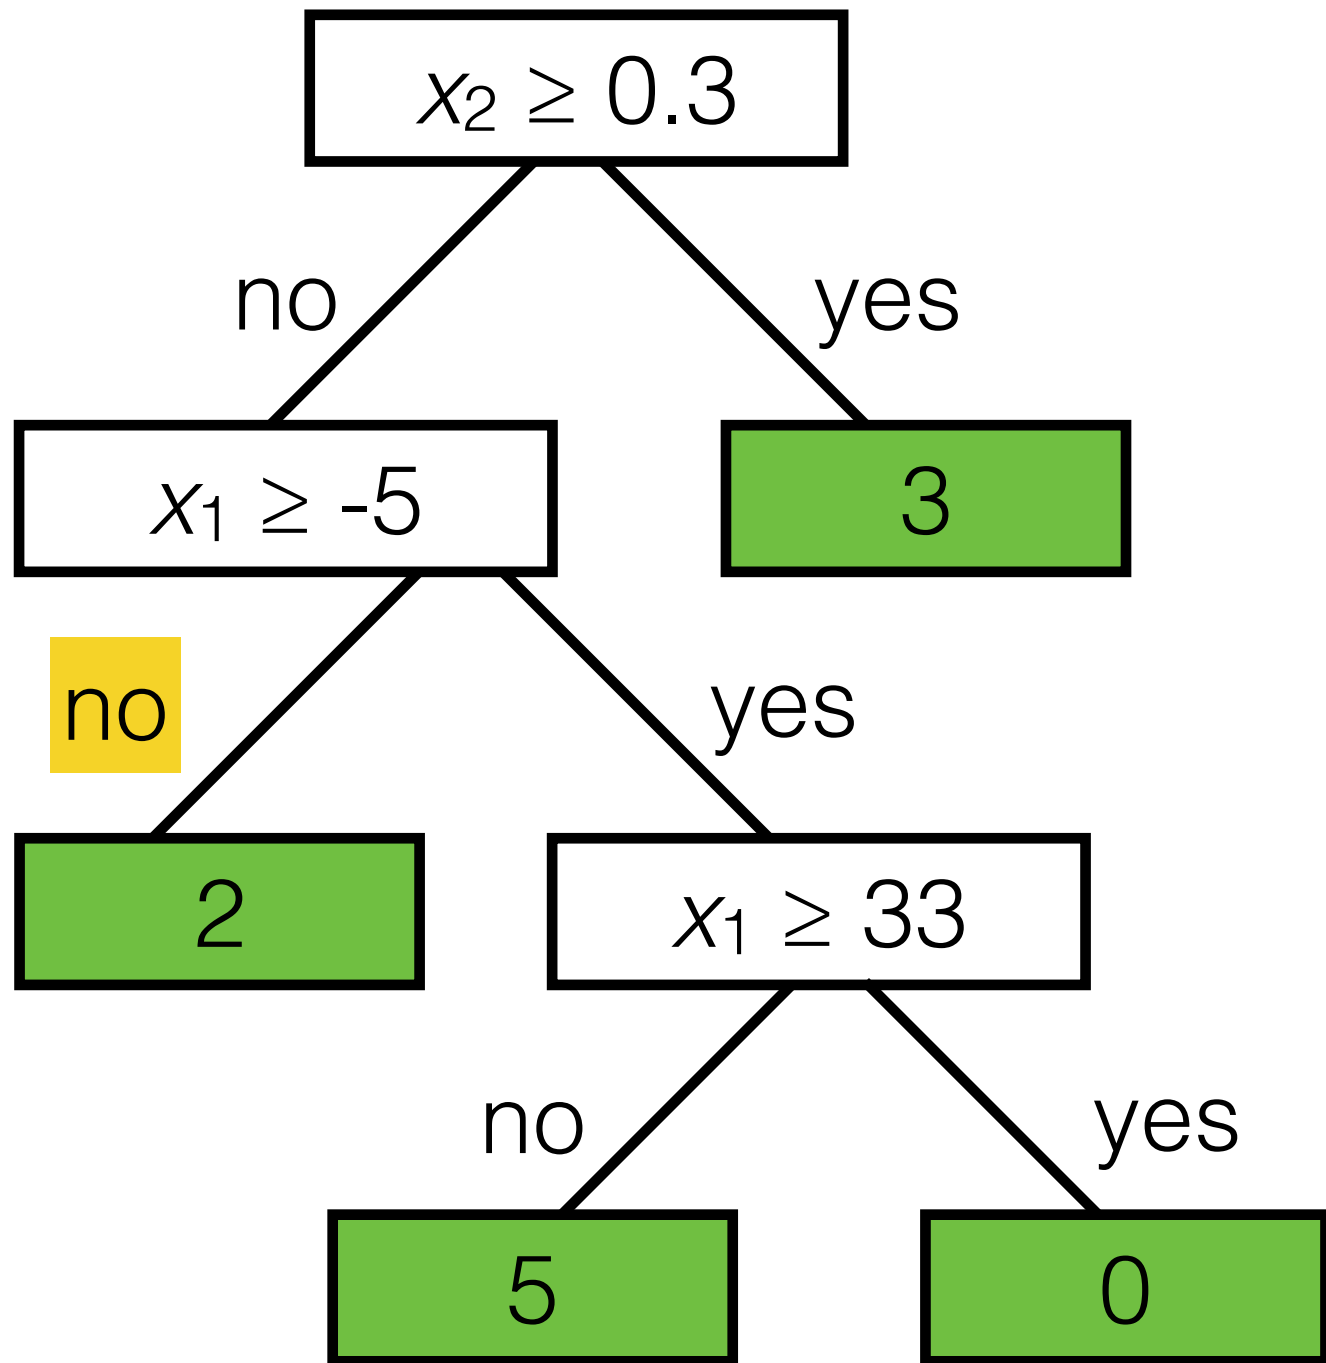 x₂ ≥ 0.3
no
yes
x₁ ≥ -5
3
no
yes
2
x₁ ≥ 33
no
yes
5
0